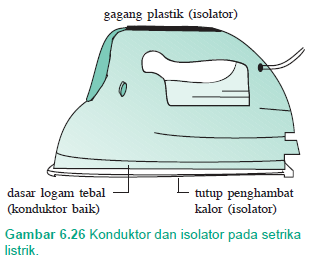 gagang plastik (isolator)
dasar logam tebal
(konduktor baik)
tutup penghambat
kalor (isolator)
Gambar 6.26 Konduktor dan isolator pada setrika
listrik.